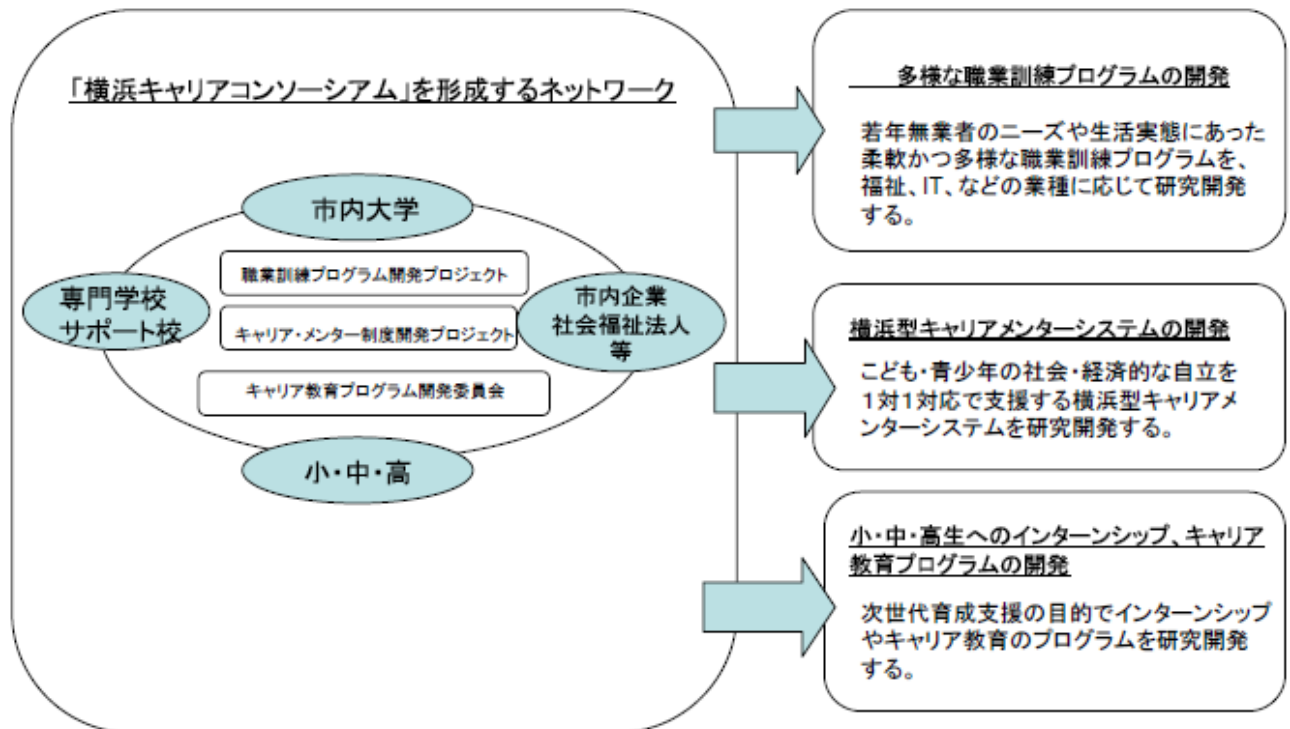 「横浜キャリアコンソーシアム」を形成するネットワーク
市内大学
職業訓練プログラム開発プロジェクト
専門学校
サポート校
キャリア・メンター制度開発プロジェクト
市内企業
社会福祉法人
等
キャリア教育プログラム開発委員会
小・中・高
多様な職業訓練プログラムの開発
若年無業者のニーズや生活実態にあった
柔軟かつ多様な職業訓練プログラムを、
福祉、IT、などの業種に応じて研究開発
する。
横浜型キャリアメンターシステムの開発
こども・青少年の社会・経済的な自立を
１対１対応で支援する横浜型キャリアメ
ンターシステムを研究開発する。
小・中・高生へのインターンシップ、キャリア
教育プログラムの開発
次世代育成支援の目的でインターンシップ
やキャリア教育のプログラムを研究開発
する。